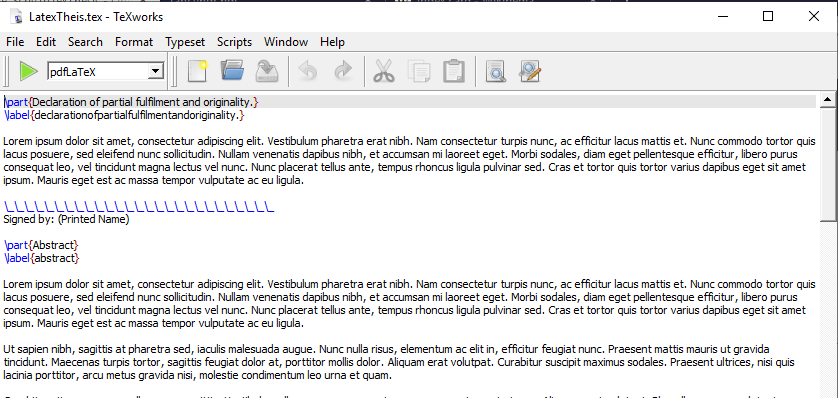 LatexTheis.tex - TeXworks
File Edit Search Format Typeset Scripts Window Help
pdfLaTeX
\part{Declaration of partial fulfilment and originality.}
\label{declarationofpartialfulfilmentandoriginality.}
Lorem ipsum dolor sit amet, consectetur adipiscing elit. Vestibulum pharetra erat nibh. Nam consectetur turpis nunc, ac efficitur lacus mattis et. Nunc commodo tortor quis
lacus posuere, sed eleifend nunc sollicitudin. Nullam venenatis dapibus nibh, et accumsan mi laoreet eget. Morbi sodales, diam eget pellentesque efficitur, libero purus
consequat leo, vel tincidunt magna lectus vel nunc. Nunc placerat tellus ante, tempus rhoncus ligula pulvinar sed. Cras et tortor quis tortor varius dapibus eget sit amet
ipsum. Mauris eget est ac massa tempor vulputate ac eu ligula.
\_\_\_\_\_\_\_\_\_\_\_\_\_\_\_\_\_\_\_\_\_\_\_\_\_\_\_
Signed by: (Printed Name)
\part{Abstract}
\label{abstract}
Lorem ipsum dolor sit amet, consectetur adipiscing elit. Vestibulum pharetra erat nibh. Nam consectetur turpis nunc, ac efficitur lacus mattis et. Nunc commodo tortor quis
lacus posuere, sed eleifend nunc sollicitudin. Nullam venenatis dapibus nibh, et accumsan mi laoreet eget. Morbi sodales, diam eget pellentesque efficitur, libero purus
consequat leo, vel tincidunt magna lectus vel nunc. Nunc placerat tellus ante, tempus rhoncus ligula pulvinar sed. Cras et tortor quis tortor varius dapibus eget sit amet
ipsum. Mauris eget est ac massa tempor vulputate ac eu ligula.
Ut sapien nibh, sagittis at pharetra sed, iaculis malesuada augue. Nunc nulla risus, elementum ac elit in, efficitur feugiat nunc. Praesent mattis mauris ut gravida
tincidunt. Maecenas turpis tortor, sagittis feugiat dolor at, porttitor mollis dolor. Aliquam erat volutpat. Curabitur suscipit maximus sodales. Praesent ultrices, nisi quis
lacinia porttitor, arcu metus gravida nisi, molestie condimentum leo urna et quam.